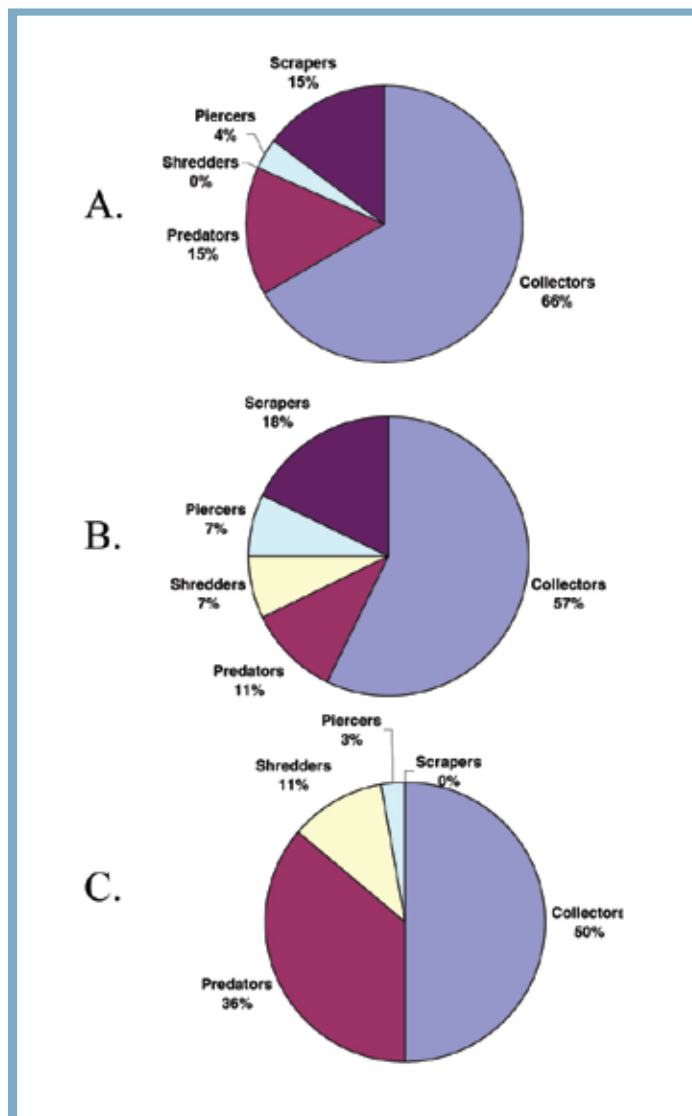 A.
Scrapers
15%
Piercers
4%
Shredders
0%
Predators
15%
Collectors
66%
B.
Scrapers
18%
Piercers
7%
Shredders
7%
Predators
11%
Collectors
57%
C.
Piercers
3%
Scrapers
0%
Shredders
11%
Predators
36%
Collectors
50%